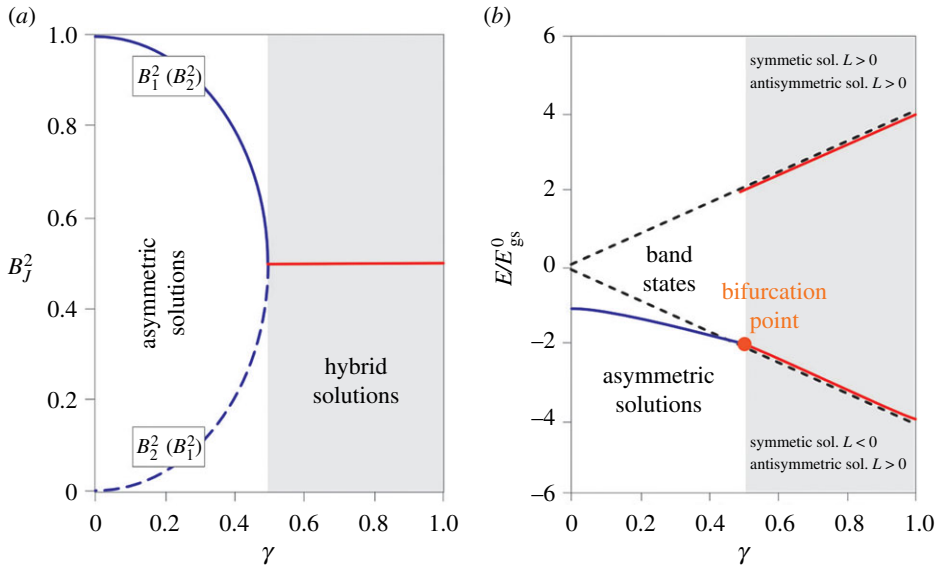 (a)
1.0
0.8
0.6
B_J^2
0.4
0.2
0
B_1^2 (B_2^2)
asymmetric
solutions
hybrid
solutions
B_2^2 (B_1^2)
0 0.2 0.4 0.6 0.8 1.0
γ
(b)
6
4
2
0
−2
−4
−6
E/E_gs^0
symmetic sol. L > 0
antisymmetric sol. L > 0
band
states
bifurcation
point
asymmetric
solutions
symmetic sol. L < 0
antisymmetric sol. L > 0
0 0.2 0.4 0.6 0.8 1.0
γ